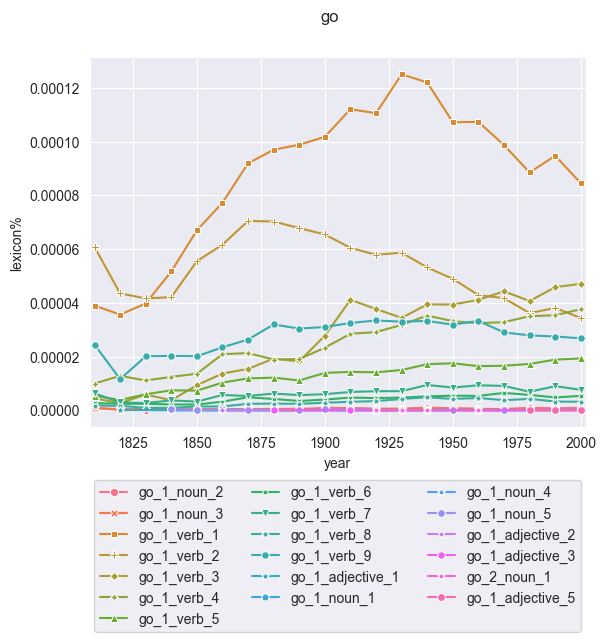 go
0.00012
0.00010
0.00008
0.00006
0.00004
0.00002
0.00000
lexicon%
1825 1850 1875 1900 1925 1950 1975 2000
year
go_1_noun_2 go_1_verb_6 go_1_noun_4
go_1_noun_3 go_1_verb_7 go_1_noun_5
go_1_verb_1 go_1_verb_8 go_1_adjective_2
go_1_verb_2 go_1_verb_9 go_1_adjective_3
go_1_verb_3 go_1_adjective_1 go_2_noun_1
go_1_verb_4 go_1_noun_1 go_1_adjective_5
go_1_verb_5